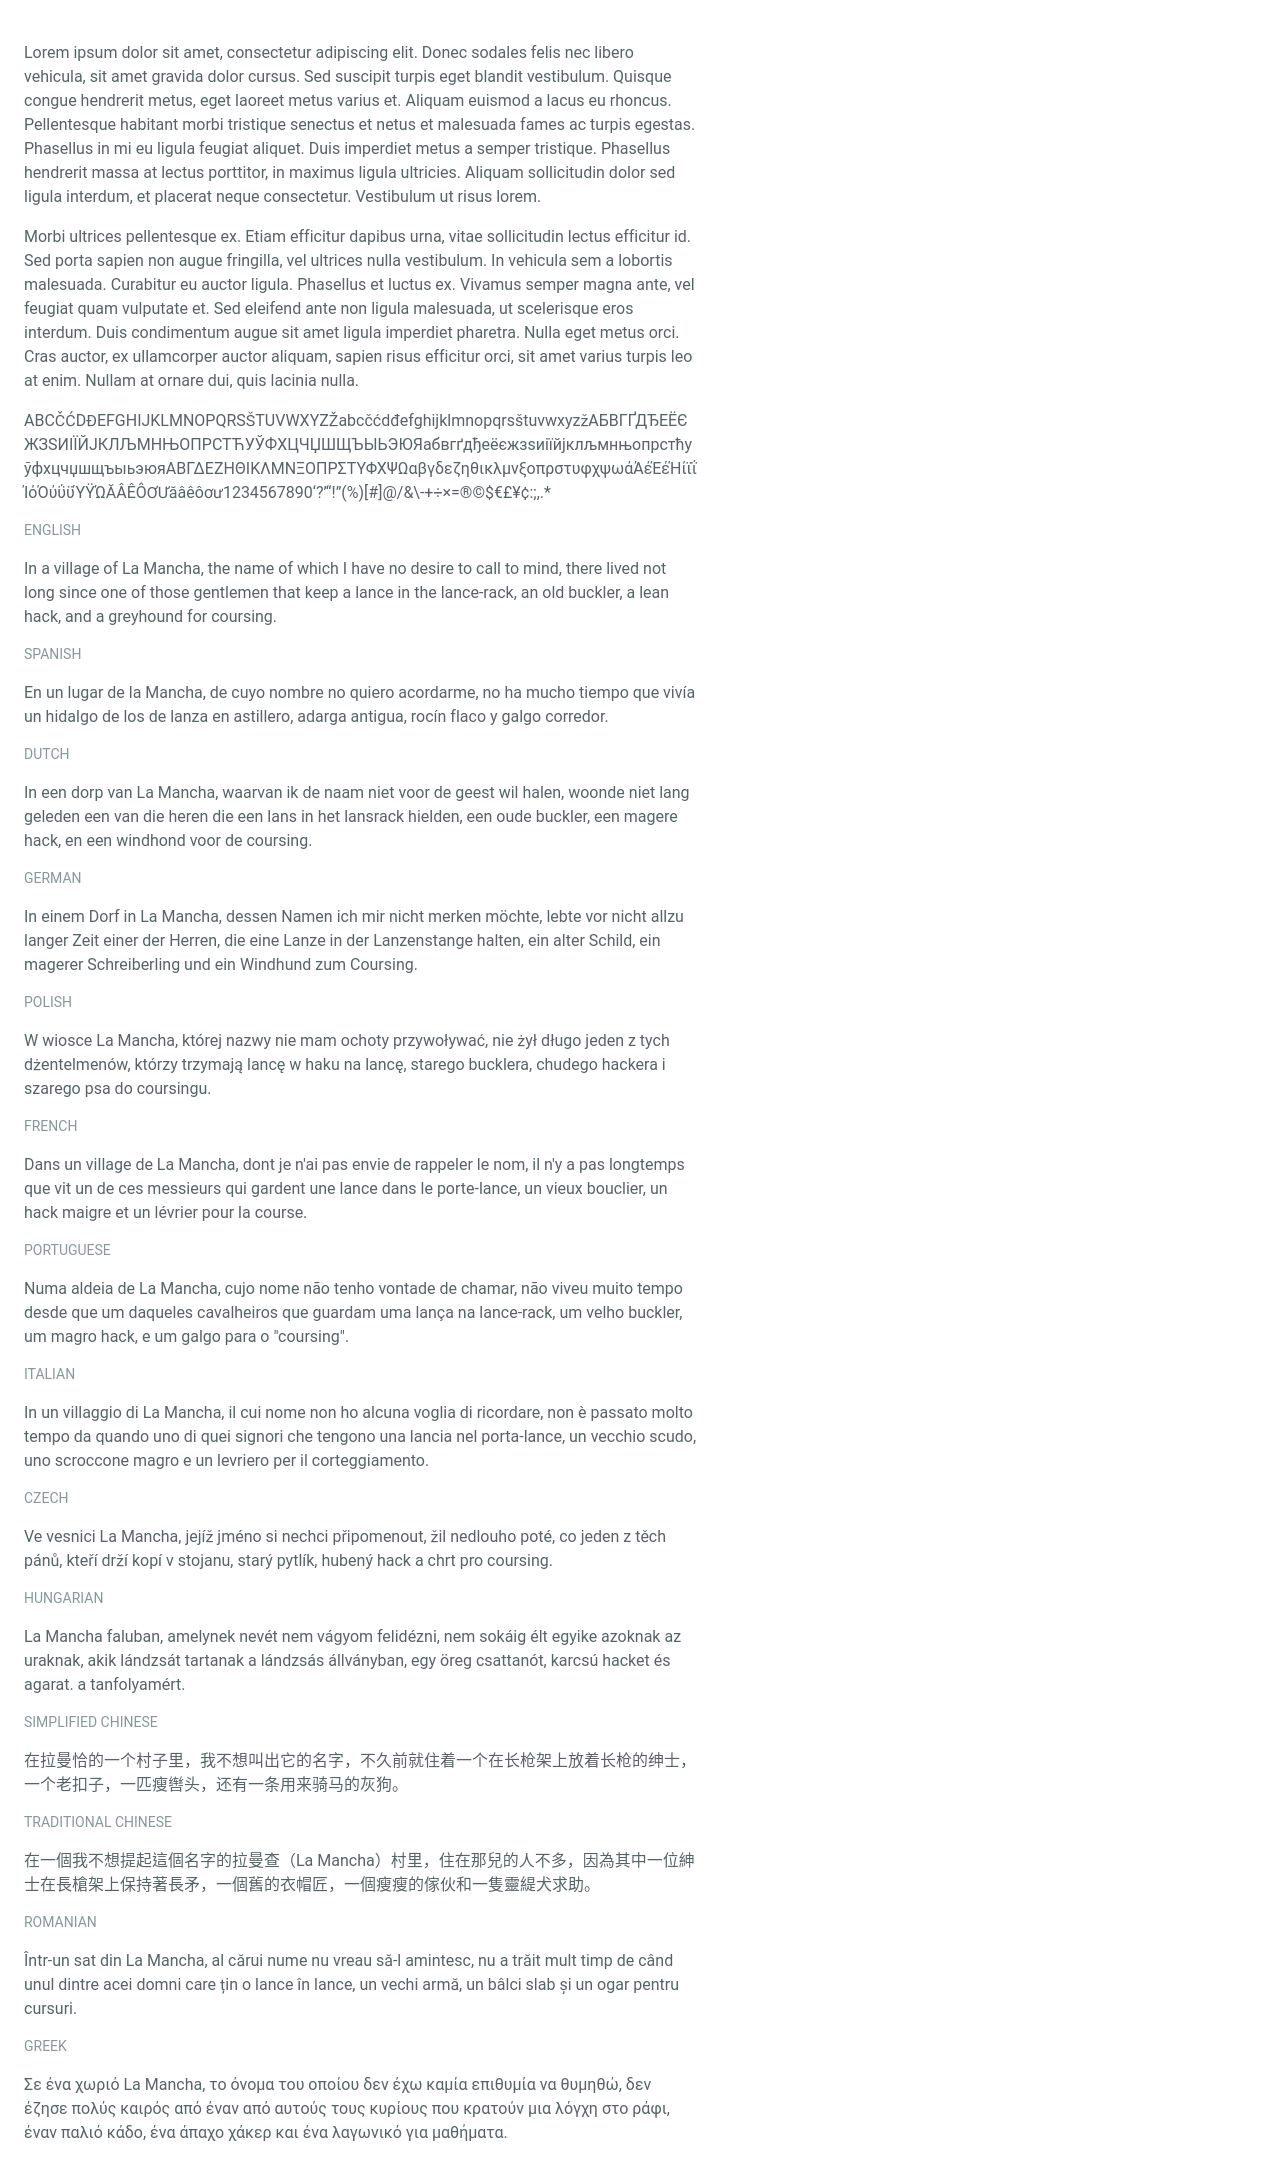 Lorem ipsum dolor sit amet, consectetur adipiscing elit. Donec sodales felis nec libero
vehicula, sit amet gravida dolor cursus. Sed suscipit turpis eget blandit vestibulum. Quisque
congue hendrerit metus, eget laoreet metus varius et. Aliquam euismod a lacus eu rhoncus.
Pellentesque habitant morbi tristique senectus et netus et malesuada fames ac turpis egestas.
Phasellus in mi eu ligula feugiat aliquet. Duis imperdiet metus a semper tristique. Phasellus
hendrerit massa at lectus porttitor, in maximus ligula ultricies. Aliquam sollicitudin dolor sed
ligula interdum, et placerat neque consectetur. Vestibulum ut risus lorem.
Morbi ultrices pellentesque ex. Etiam efficitur dapibus urna, vitae sollicitudin lectus efficitur id.
Sed porta sapien non augue fringilla, vel ultrices nulla vestibulum. In vehicula sem a lobortis
malesuada. Curabitur eu auctor ligula. Phasellus et luctus ex. Vivamus semper magna ante, vel
feugiat quam vulputate et. Sed eleifend ante non ligula malesuada, ut scelerisque eros
interdum. Duis condimentum augue sit amet ligula imperdiet pharetra. Nulla eget metus orci.
Cras auctor, ex ullamcorper auctor aliquam, sapien risus efficitur orci, sit amet varius turpis leo
at enim. Nullam at ornare dui, quis lacinia nulla.
ABCČĆDĐEFGHIJKLMNOPQRSŠTUVWXYZŽabcčćdđefghijklmnopqrsštuvwxyzžАБВГҐДЂЕЁЄ
ЖЗЅИІЇЙЈКЛЉМНЊОПРСТЋУЎФХЦЧЏШЩЪЫЬЭЮЯабвгґдђеёєжзѕиіїйјклљмнњопрстћу
ўфхцчџшщъыьэюяΑΒΓΔΕΖΗΘΙΚΛΜΝΞΟΠΡΣΤΥΦΧΨΩαβγδεζηθικλμνξοπρστυφχψωάΆέΈέΉίϊΐ
ΊόΌύΰϋΎΫΏĂÂÊÔƠƯăâêôơư1234567890‘?’“!”(%)[#]@/&\-+÷×=®©$€£¥¢:;,.*
ENGLISH
In a village of La Mancha, the name of which I have no desire to call to mind, there lived not
long since one of those gentlemen that keep a lance in the lance-rack, an old buckler, a lean
hack, and a greyhound for coursing.
SPANISH
En un lugar de la Mancha, de cuyo nombre no quiero acordarme, no ha mucho tiempo que vivía
un hidalgo de los de lanza en astillero, adarga antigua, rocín flaco y galgo corredor.
DUTCH
In een dorp van La Mancha, waarvan ik de naam niet voor de geest wil halen, woonde niet lang
geleden een van die heren die een lans in het lansrack hielden, een oude buckler, een magere
hack, en een windhond voor de coursing.
GERMAN
In einem Dorf in La Mancha, dessen Namen ich mir nicht merken möchte, lebte vor nicht allzu
langer Zeit einer der Herren, die eine Lanze in der Lanzenstange halten, ein alter Schild, ein
magerer Schreiberling und ein Windhund zum Coursing.
POLISH
W wiosce La Mancha, której nazwy nie mam ochoty przywoływać, nie żył długo jeden z tych
dżentelmenów, którzy trzymają lancę w haku na lancę, starego bucklera, chudego hackera i
szarego psa do coursingu.
FRENCH
Dans un village de La Mancha, dont je n'ai pas envie de rappeler le nom, il n'y a pas longtemps
que vit un de ces messieurs qui gardent une lance dans le porte-lance, un vieux bouclier, un
hack maigre et un lévrier pour la course.
PORTUGUESE
Numa aldeia de La Mancha, cujo nome não tenho vontade de chamar, não viveu muito tempo
desde que um daqueles cavalheiros que guardam uma lança na lance-rack, um velho buckler,
um magro hack, e um galgo para o "coursing".
ITALIAN
In un villaggio di La Mancha, il cui nome non ho alcuna voglia di ricordare, non è passato molto
tempo da quando uno di quei signori che tengono una lancia nel porta-lance, un vecchio scudo,
uno scroccone magro e un levriero per il corteggiamento.
CZECH
Ve vesnici La Mancha, jejíž jméno si nechci připomenout, žil nedlouho poté, co jeden z těch
pánů, kteří drží kopí v stojanu, starý pytlík, hubený hack a chrt pro coursing.
HUNGARIAN
La Mancha faluban, amelynek nevét nem vágyom felidézni, nem sokáig élt egyike azoknak az
uraknak, akik lándzsát tartanak a lándzsás állványban, egy öreg csattanót, karcsú hacket és
agarat. a tanfolyamért.
SIMPLIFIED CHINESE
在拉曼恰的一个村子里，我不想叫出它的名字，不久前就住着一个在长枪架上放着长枪的绅士，
一个老扣子，一匹瘦辔头，还有一条用来骑马的灰狗。
TRADITIONAL CHINESE
在一個我不想提起這個名字的拉曼查（La Mancha）村里，住在那兒的人不多，因為其中一位紳
士在長槍架上保持著長矛，一個舊的衣帽匠，一個瘦瘦的傢伙和一隻靈緹犬求助。
ROMANIAN
Într-un sat din La Mancha, al cărui nume nu vreau să-l amintesc, nu a trăit mult timp de când
unul dintre acei domni care țin o lance în lance, un vechi armă, un bâlci slab și un ogar pentru
cursuri.
GREEK
Σε ένα χωριό La Mancha, το όνομα του οποίου δεν έχω καμία επιθυμία να θυμηθώ, δεν
έζησε πολύς καιρός από έναν από αυτούς τους κυρίους που κρατούν μια λόγχη στο ράφι,
έναν παλιό κάδο, ένα άπαχο χάκερ και ένα λαγωνικό για μαθήματα.